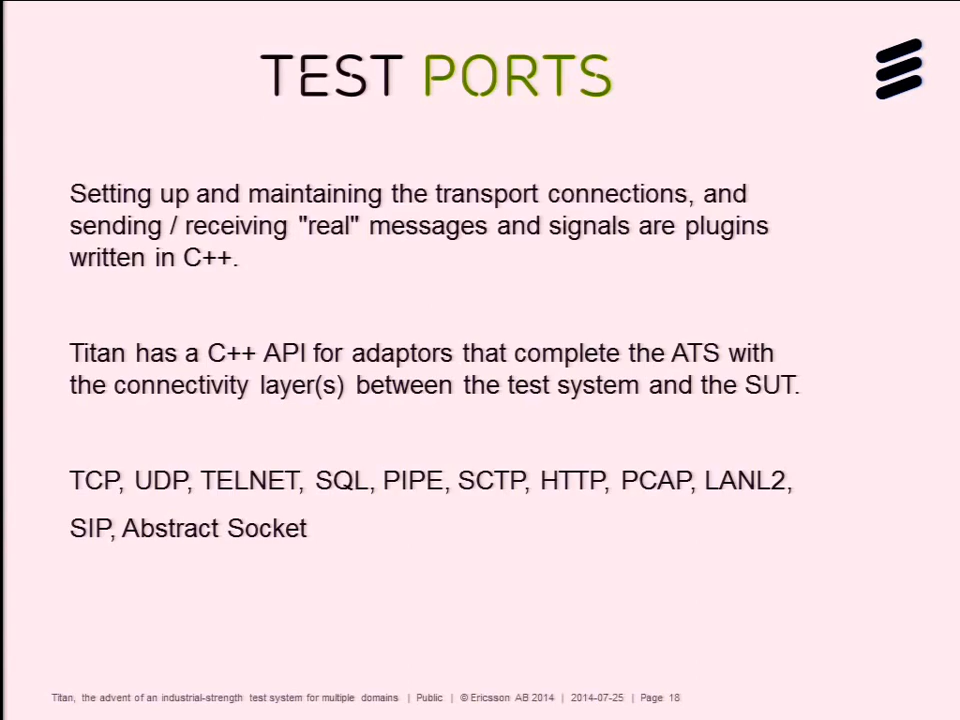 TEST PORTS
Setting up and maintaining the transport connections, and
sending / receiving "real" messages and signals are plugins
written in C++.
Titan has a C++ API for adaptors that complete the ATS with
the connectivity layer(s) between the test system and the SUT.
TCP, UDP, TELNET, SQL, PIPE, SCTP, HTTP, PCAP, LANL2,
SIP, Abstract Socket
Titan, the advent of an industrial-strength test system for multiple domains | Public | © Ericsson AB 2014 | 2014-07-25 | Page 18